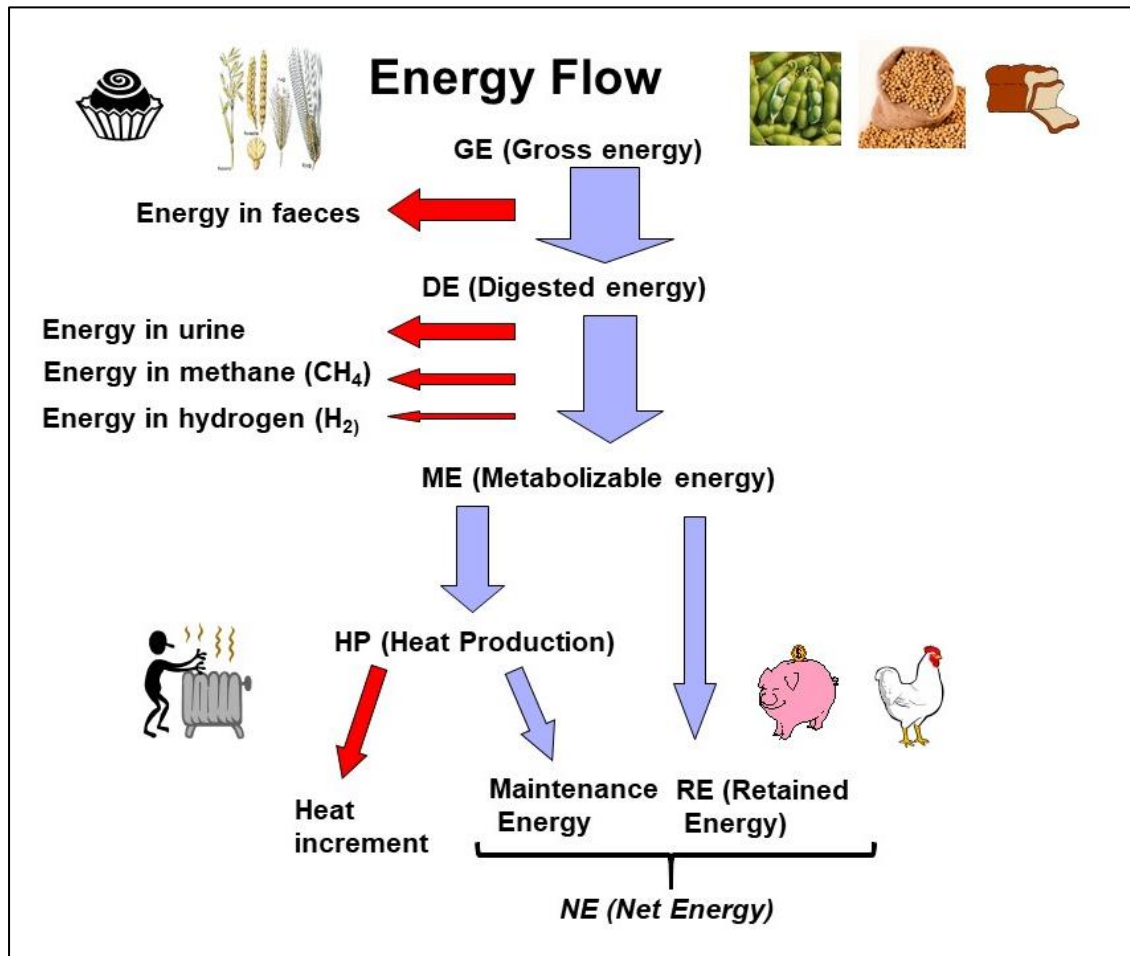 Energy Flow
GE (Gross energy)
Energy in faeces
DE (Digested energy)
Energy in urine
Energy in methane (CH₄)
Energy in hydrogen (H₂)
ME (Metabolizable energy)
HP (Heat Production)
Heat
increment
Maintenance
Energy
RE (Retained
Energy)
NE (Net Energy)